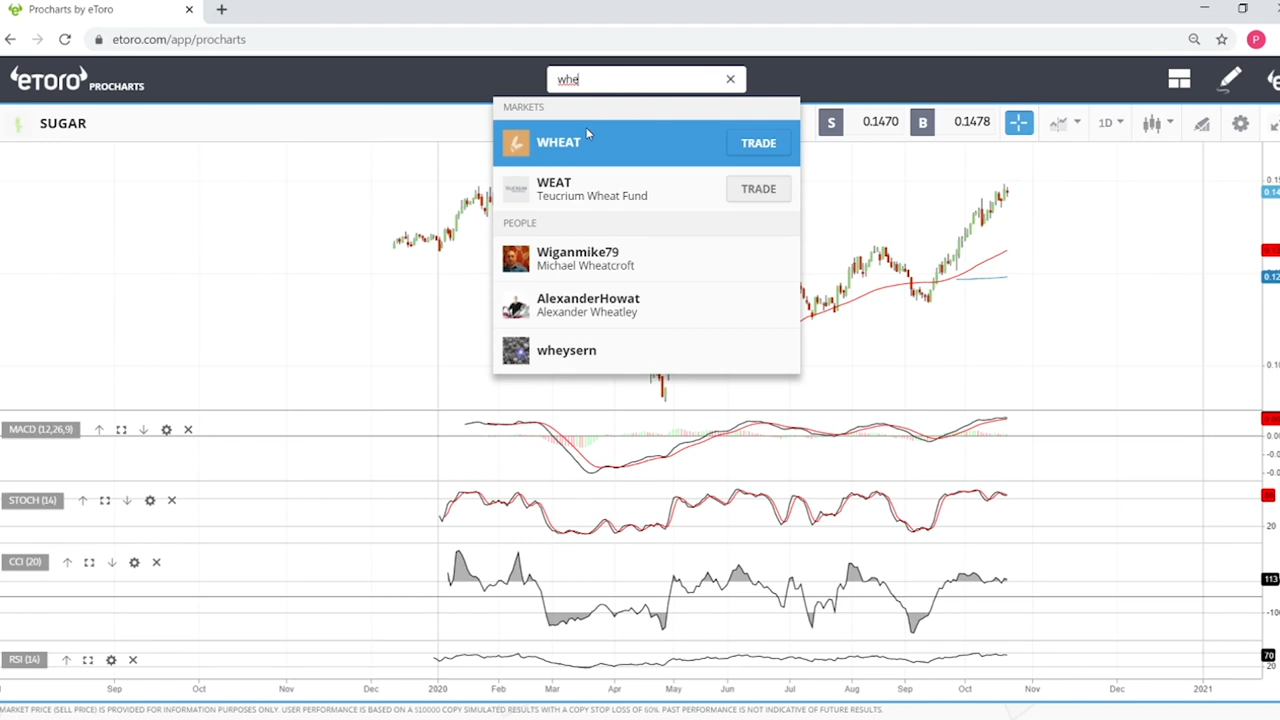 Procharts by eToro
etoro.com/app/procharts
P
eToro PROCHARTS
whe
SUGAR
S 0.1470 B 0.1478 1D
MARKETS
WHEAT TRADE
WEAT
Teucrium Wheat Fund
TRADE
PEOPLE
Wiganmike79
Michael Wheatcroft
AlexanderHowat
Alexander Wheatley
wheysern
MACD (12,26,9)
STOCH (14)
20
CCI (20)
113
RSI (14)
70
20
Sep Oct Nov Dec 2020 Feb Mar Apr May Jun Jul Aug Sep Oct Nov Dec 2021
MARKET PRICE (SELL PRICE) IS PROVIDED FOR INFORMATION PURPOSES ONLY. USER PERFORMANCE IS BASED ON A $10000 COPY SIMULATED RESULTS WITH A COPY STOP LOSS OF 60%. PAST PERFORMANCE IS NOT INDICATIVE OF FUTURE RESULTS.